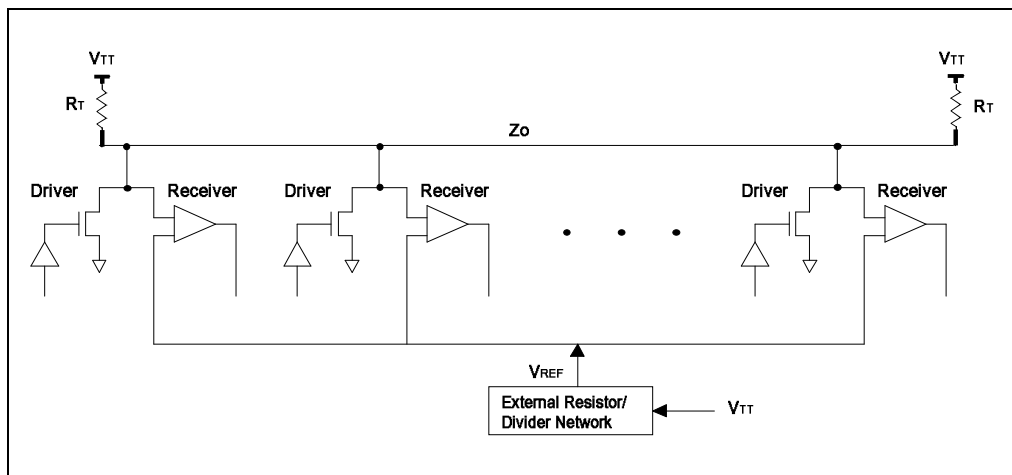 VTT
VTT
RT
RT
Zo
Driver
Receiver
Driver
Receiver
Driver
Receiver
VREF
External Resistor/
Divider Network
VTT